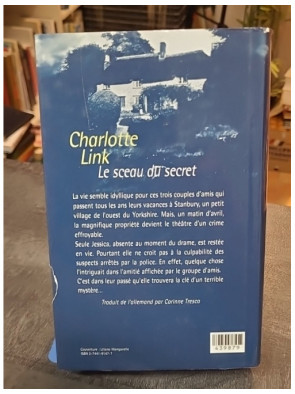 Charlotte
Link
Le sceau du secret
La vie semble idyllique pour ces trois couples d'amis qui
passent tous les ans leurs vacances à Stanbury, un petit
village de l'ouest du Yorkshire. Mais, un matin d'avril,
la magnifique propriété devient le théâtre d'un crime
effroyable.
Seule Jessica, absente au moment du drame, est restée
en vie. Pourtant elle ne croit pas à la culpabilité des
suspects arrêtés par la police. En effet, quelque chose
l'intriguait dans l'amitié affichée par le groupe d'amis.
C'est dans leur passé qu'elle trouvera la clé d'un terrible
mystère...
Traduit de l'allemand par Corinne Tresca